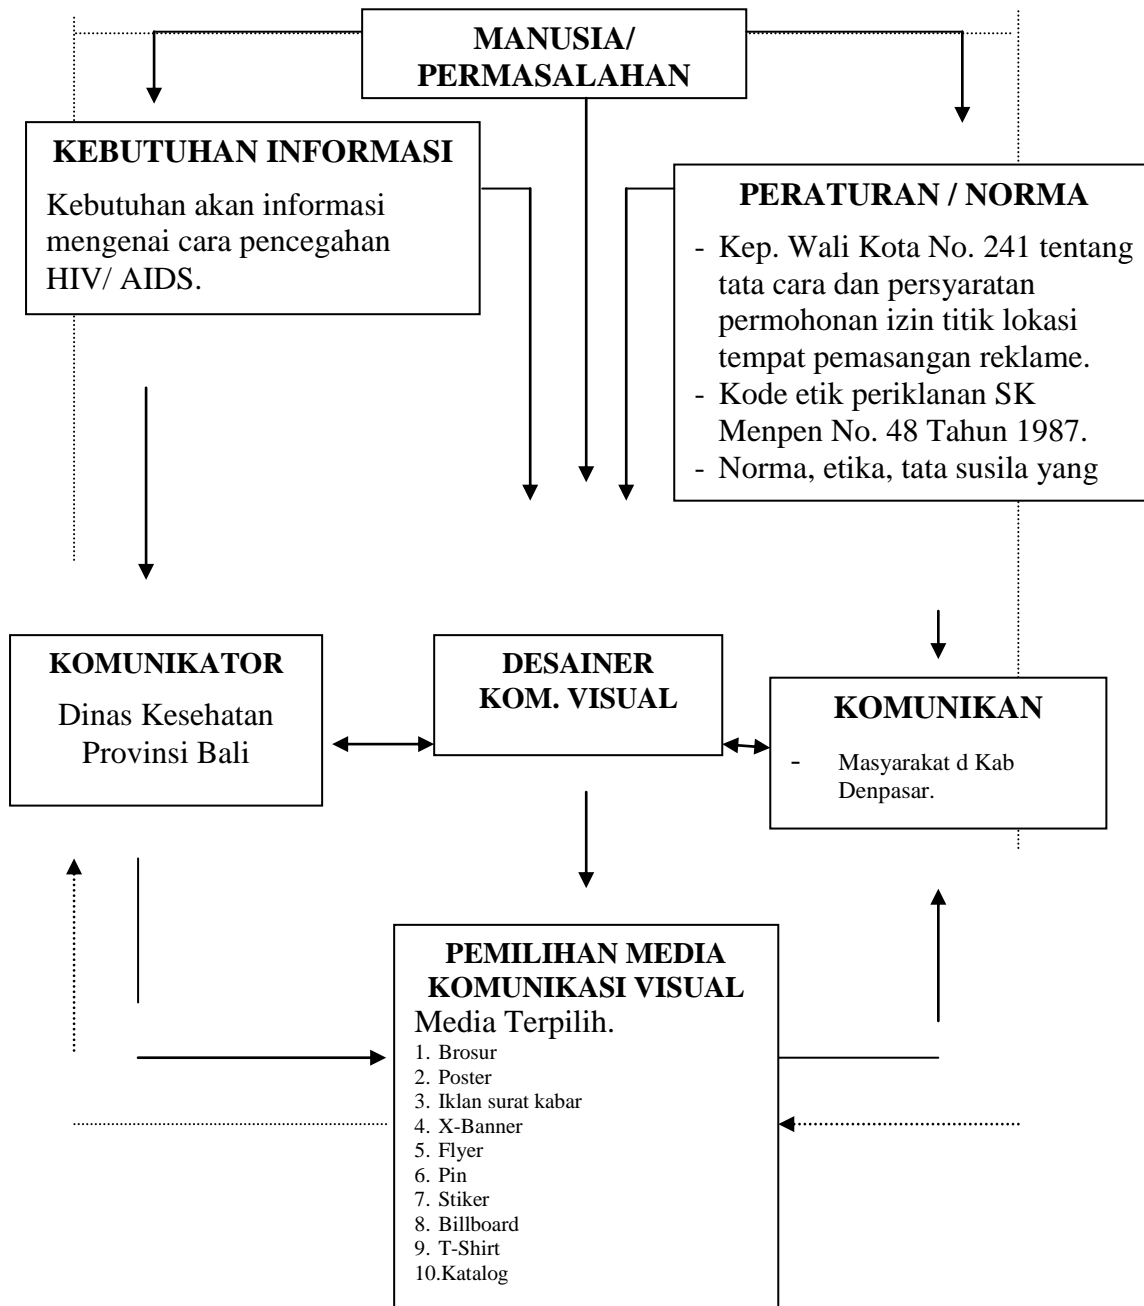 MANUSIA/
PERMASALAHAN
KEBUTUHAN INFORMASI
Kebutuhan akan informasi
mengenai cara pencegahan
HIV/ AIDS.
PERATURAN / NORMA
- Kep. Wali Kota No. 241 tentang
tata cara dan persyaratan
permohonan izin titik lokasi
tempat pemasangan reklame.
- Kode etik periklanan SK
Menpen No. 48 Tahun 1987.
- Norma, etika, tata susila yang
KOMUNIKATOR
Dinas Kesehatan
Provinsi Bali
DESAINER
KOM. VISUAL
KOMUNIKAN
- Masyarakat d Kab
Denpasar.
PEMILIHAN MEDIA
KOMUNIKASI VISUAL
Media Terpilih.
1. Brosur
2. Poster
3. Iklan surat kabar
4. X-Banner
5. Flyer
6. Pin
7. Stiker
8. Billboard
9. T-Shirt
10.Katalog